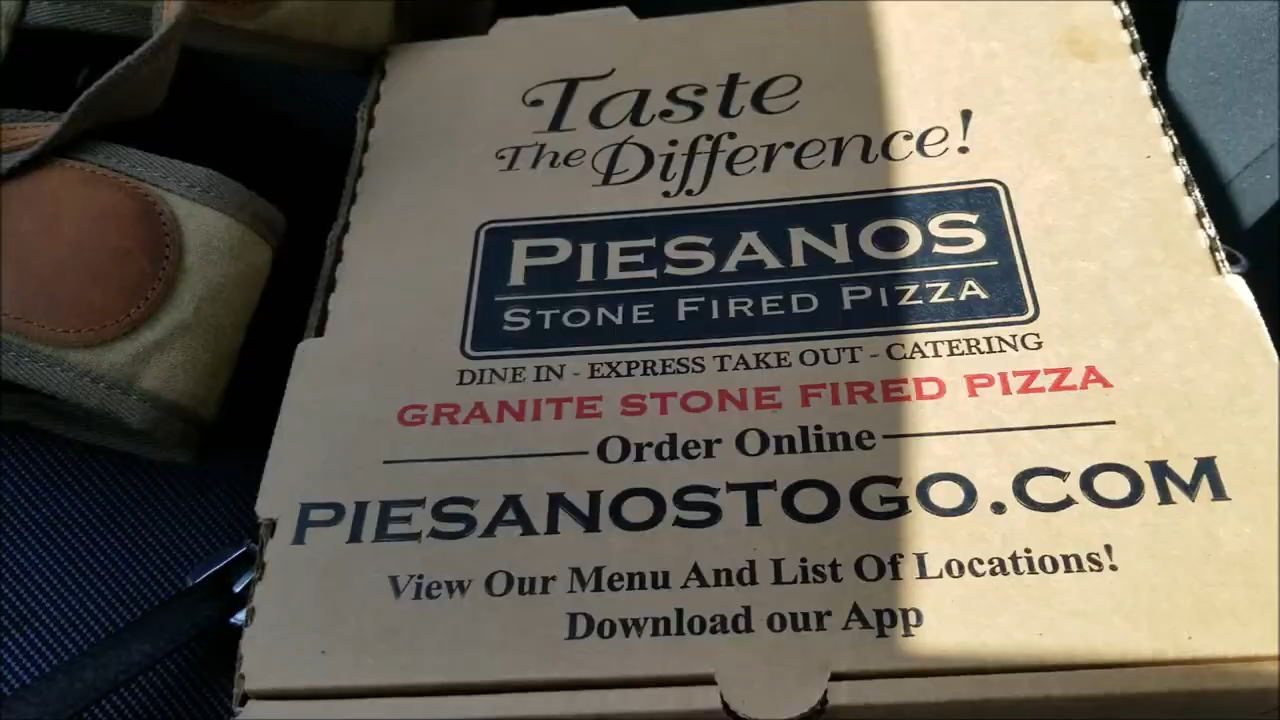 Taste
The Difference!
PIESANOS
STONE FIRED PIZZA
DINE IN - EXPRESS TAKE OUT - CATERING
GRANITE STONE FIRED PIZZA
Order Online
PIESANOSTOGO.COM
View Our Menu And List Of Locations!
Download our App